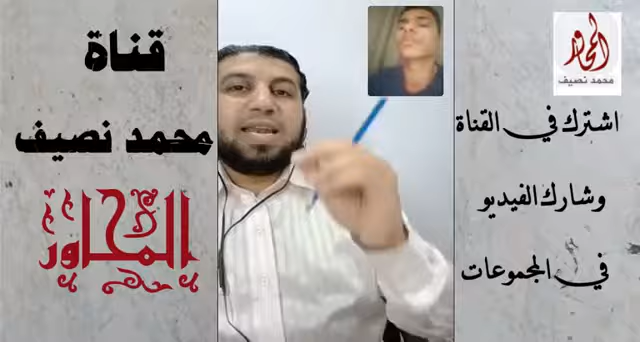 قناة
محمد نصيف
المحاور
المحاور
محمد نصيف
اشترك في القناة
وشارك الفيديو
في المجموعات